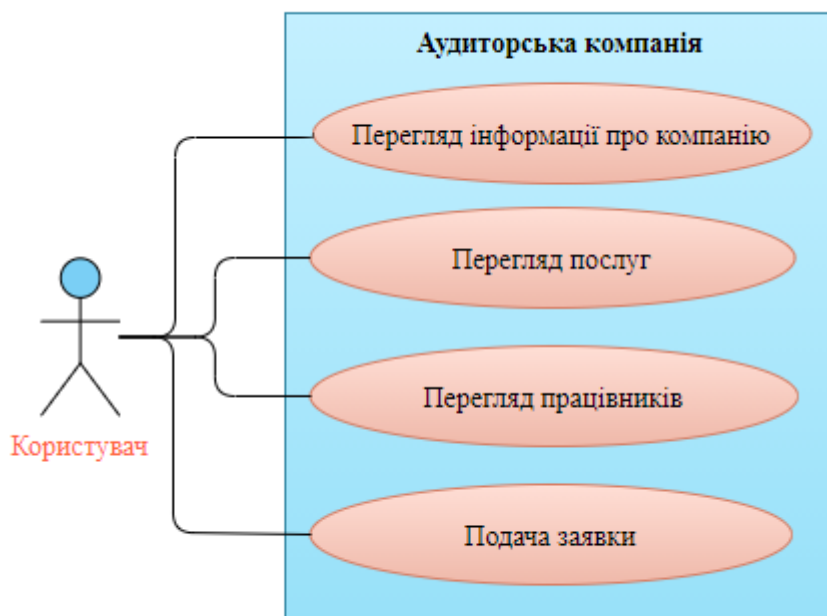 Аудиторська компанія
Перегляд інформації про компанію
Перегляд послуг
Перегляд працівників
Користувач
Подача заявки